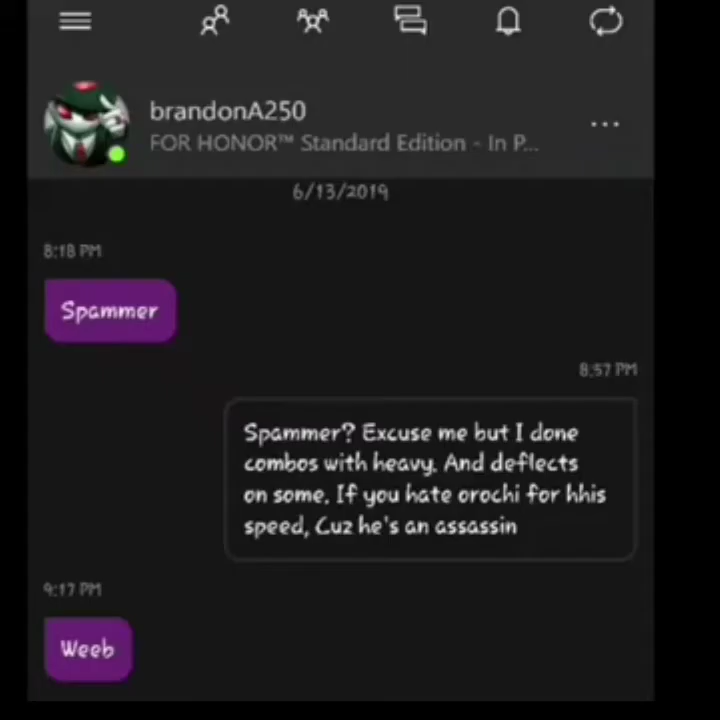 brandonA250
FOR HONOR™ Standard Edition - In P...
6/13/2019
8:18 PM
Spammer
8:57 PM
Spammer? Excuse me but I done
combos with heavy. And deflects
on some. If you hate orochi for hhis
speed, Cuz he's an assassin
9:17 PM
Weeb